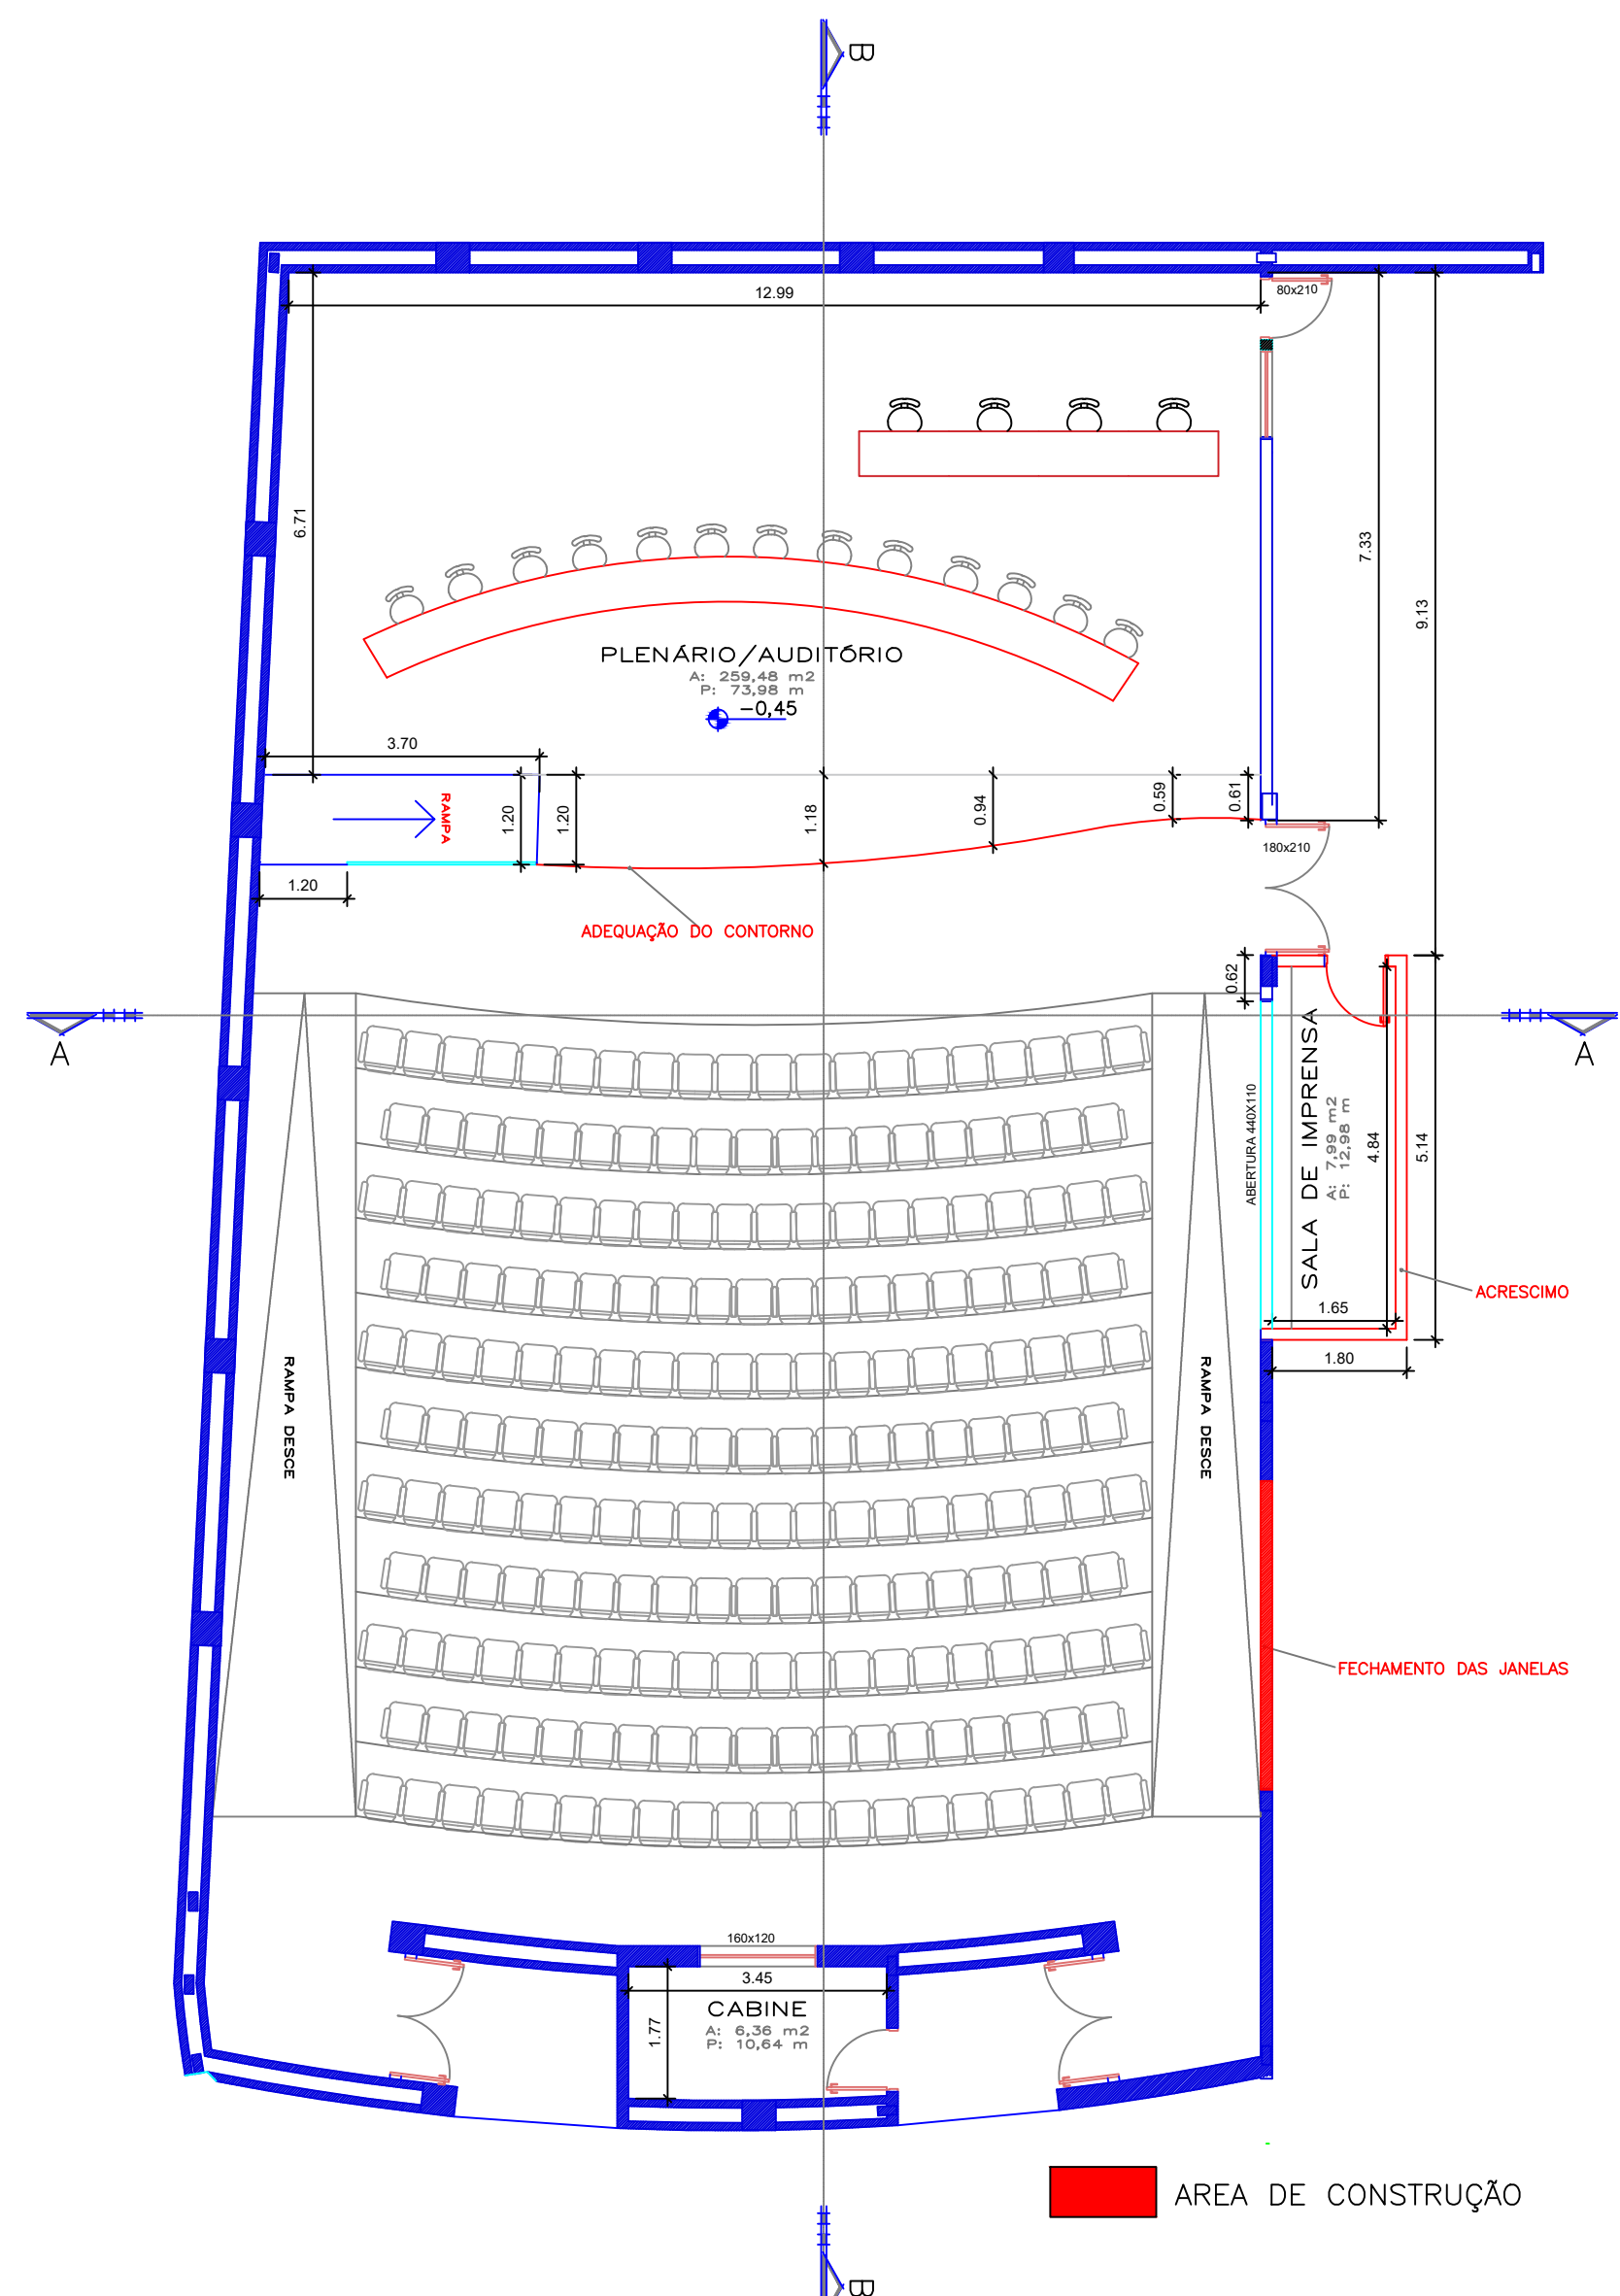 B
12.99
80x210
6.71
7.33
9.13
PLENÁRIO/AUDITÓRIO
A: 259,48 m2
P: 73,98 m
-0,45
3.70
RAMPA
1.20
1.20
1.18
0.94
0.59
0.61
180x210
1.20
ADEQUAÇÃO DO CONTORNO
0.62
A
A
ABERTURA 440X110
SALA DE IMPRENSA
A: 7,99 m2
P: 12,98 m
4.84
5.14
ACRESCIMO
1.65
1.80
RAMPA DESCE
RAMPA DESCE
FECHAMENTO DAS JANELAS
160x120
3.45
CABINE
A: 6,36 m2
P: 10,64 m
1.77
AREA DE CONSTRUÇÃO
B